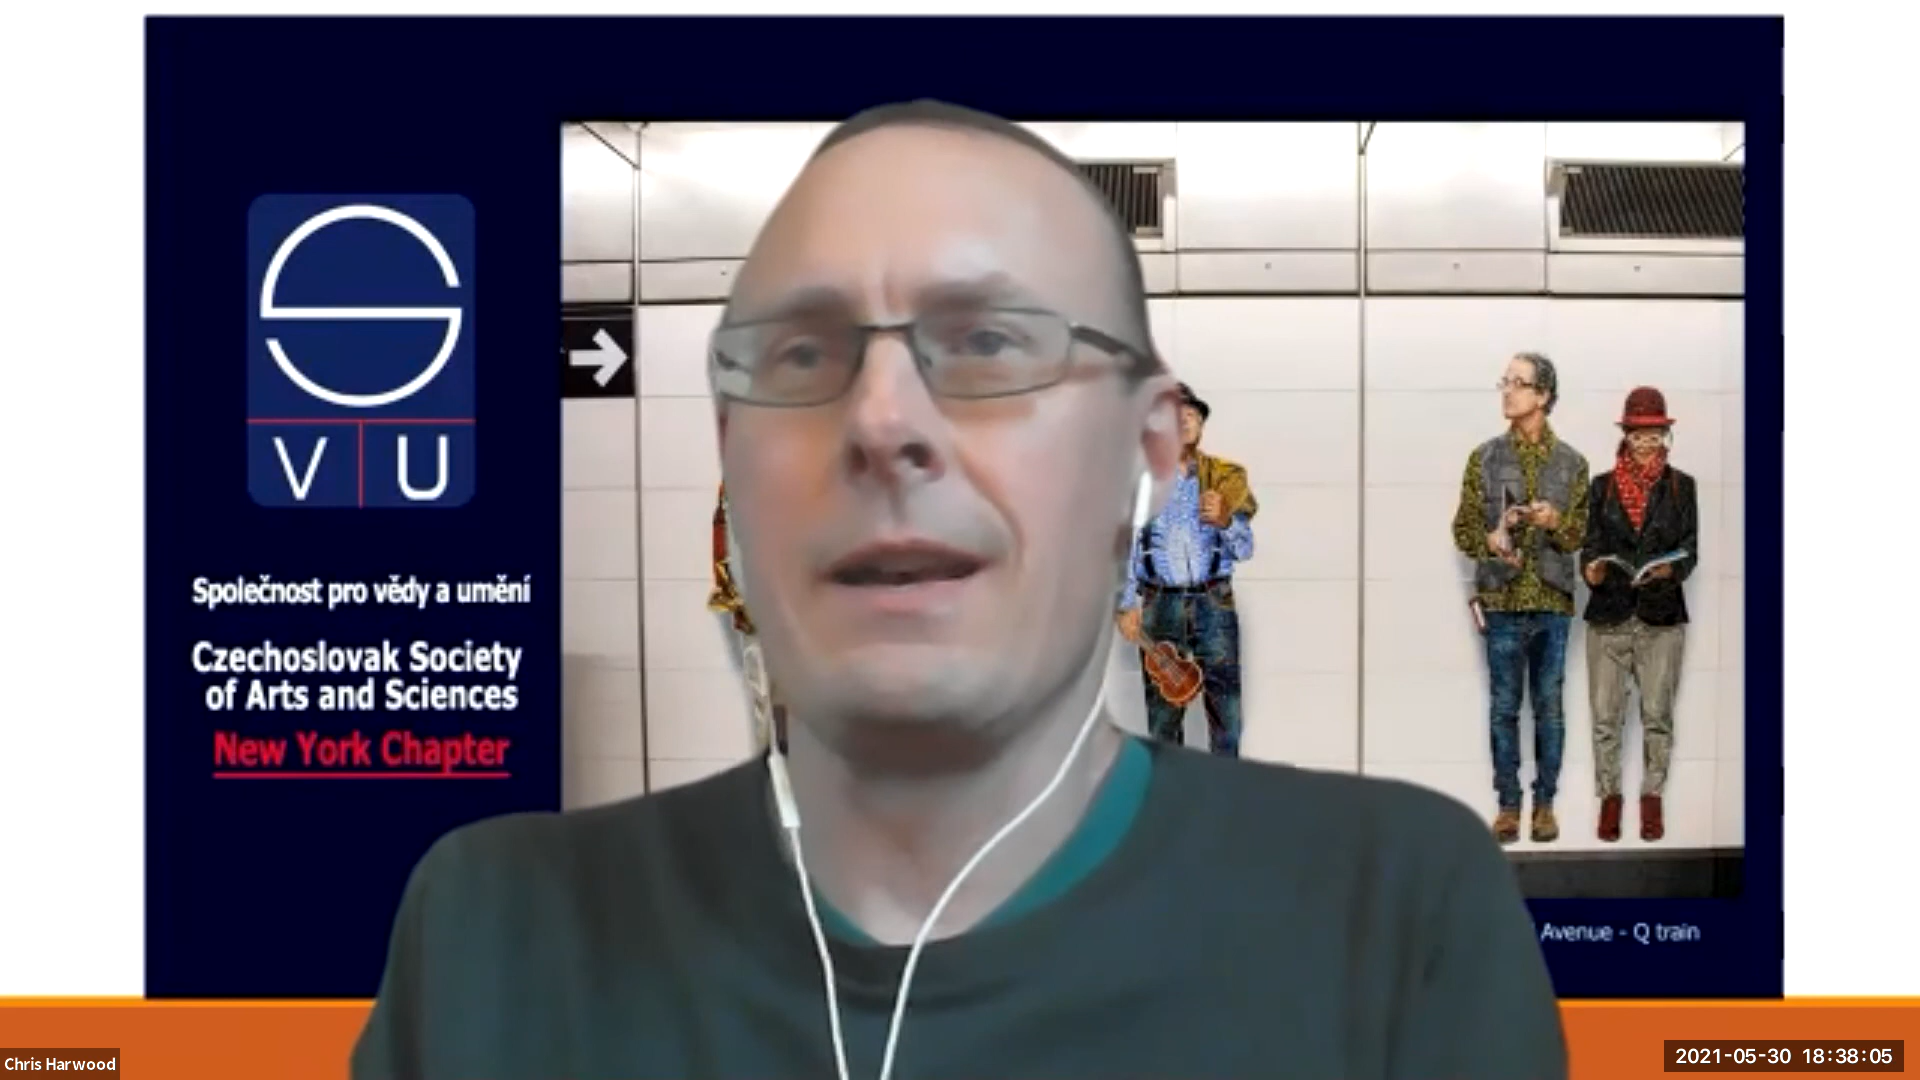 S
V U
Společnost pro vědy a umění
Czechoslovak Society
of Arts and Sciences
New York Chapter
Avenue - Q train
Chris Harwood
2021-05-30 18:38:05